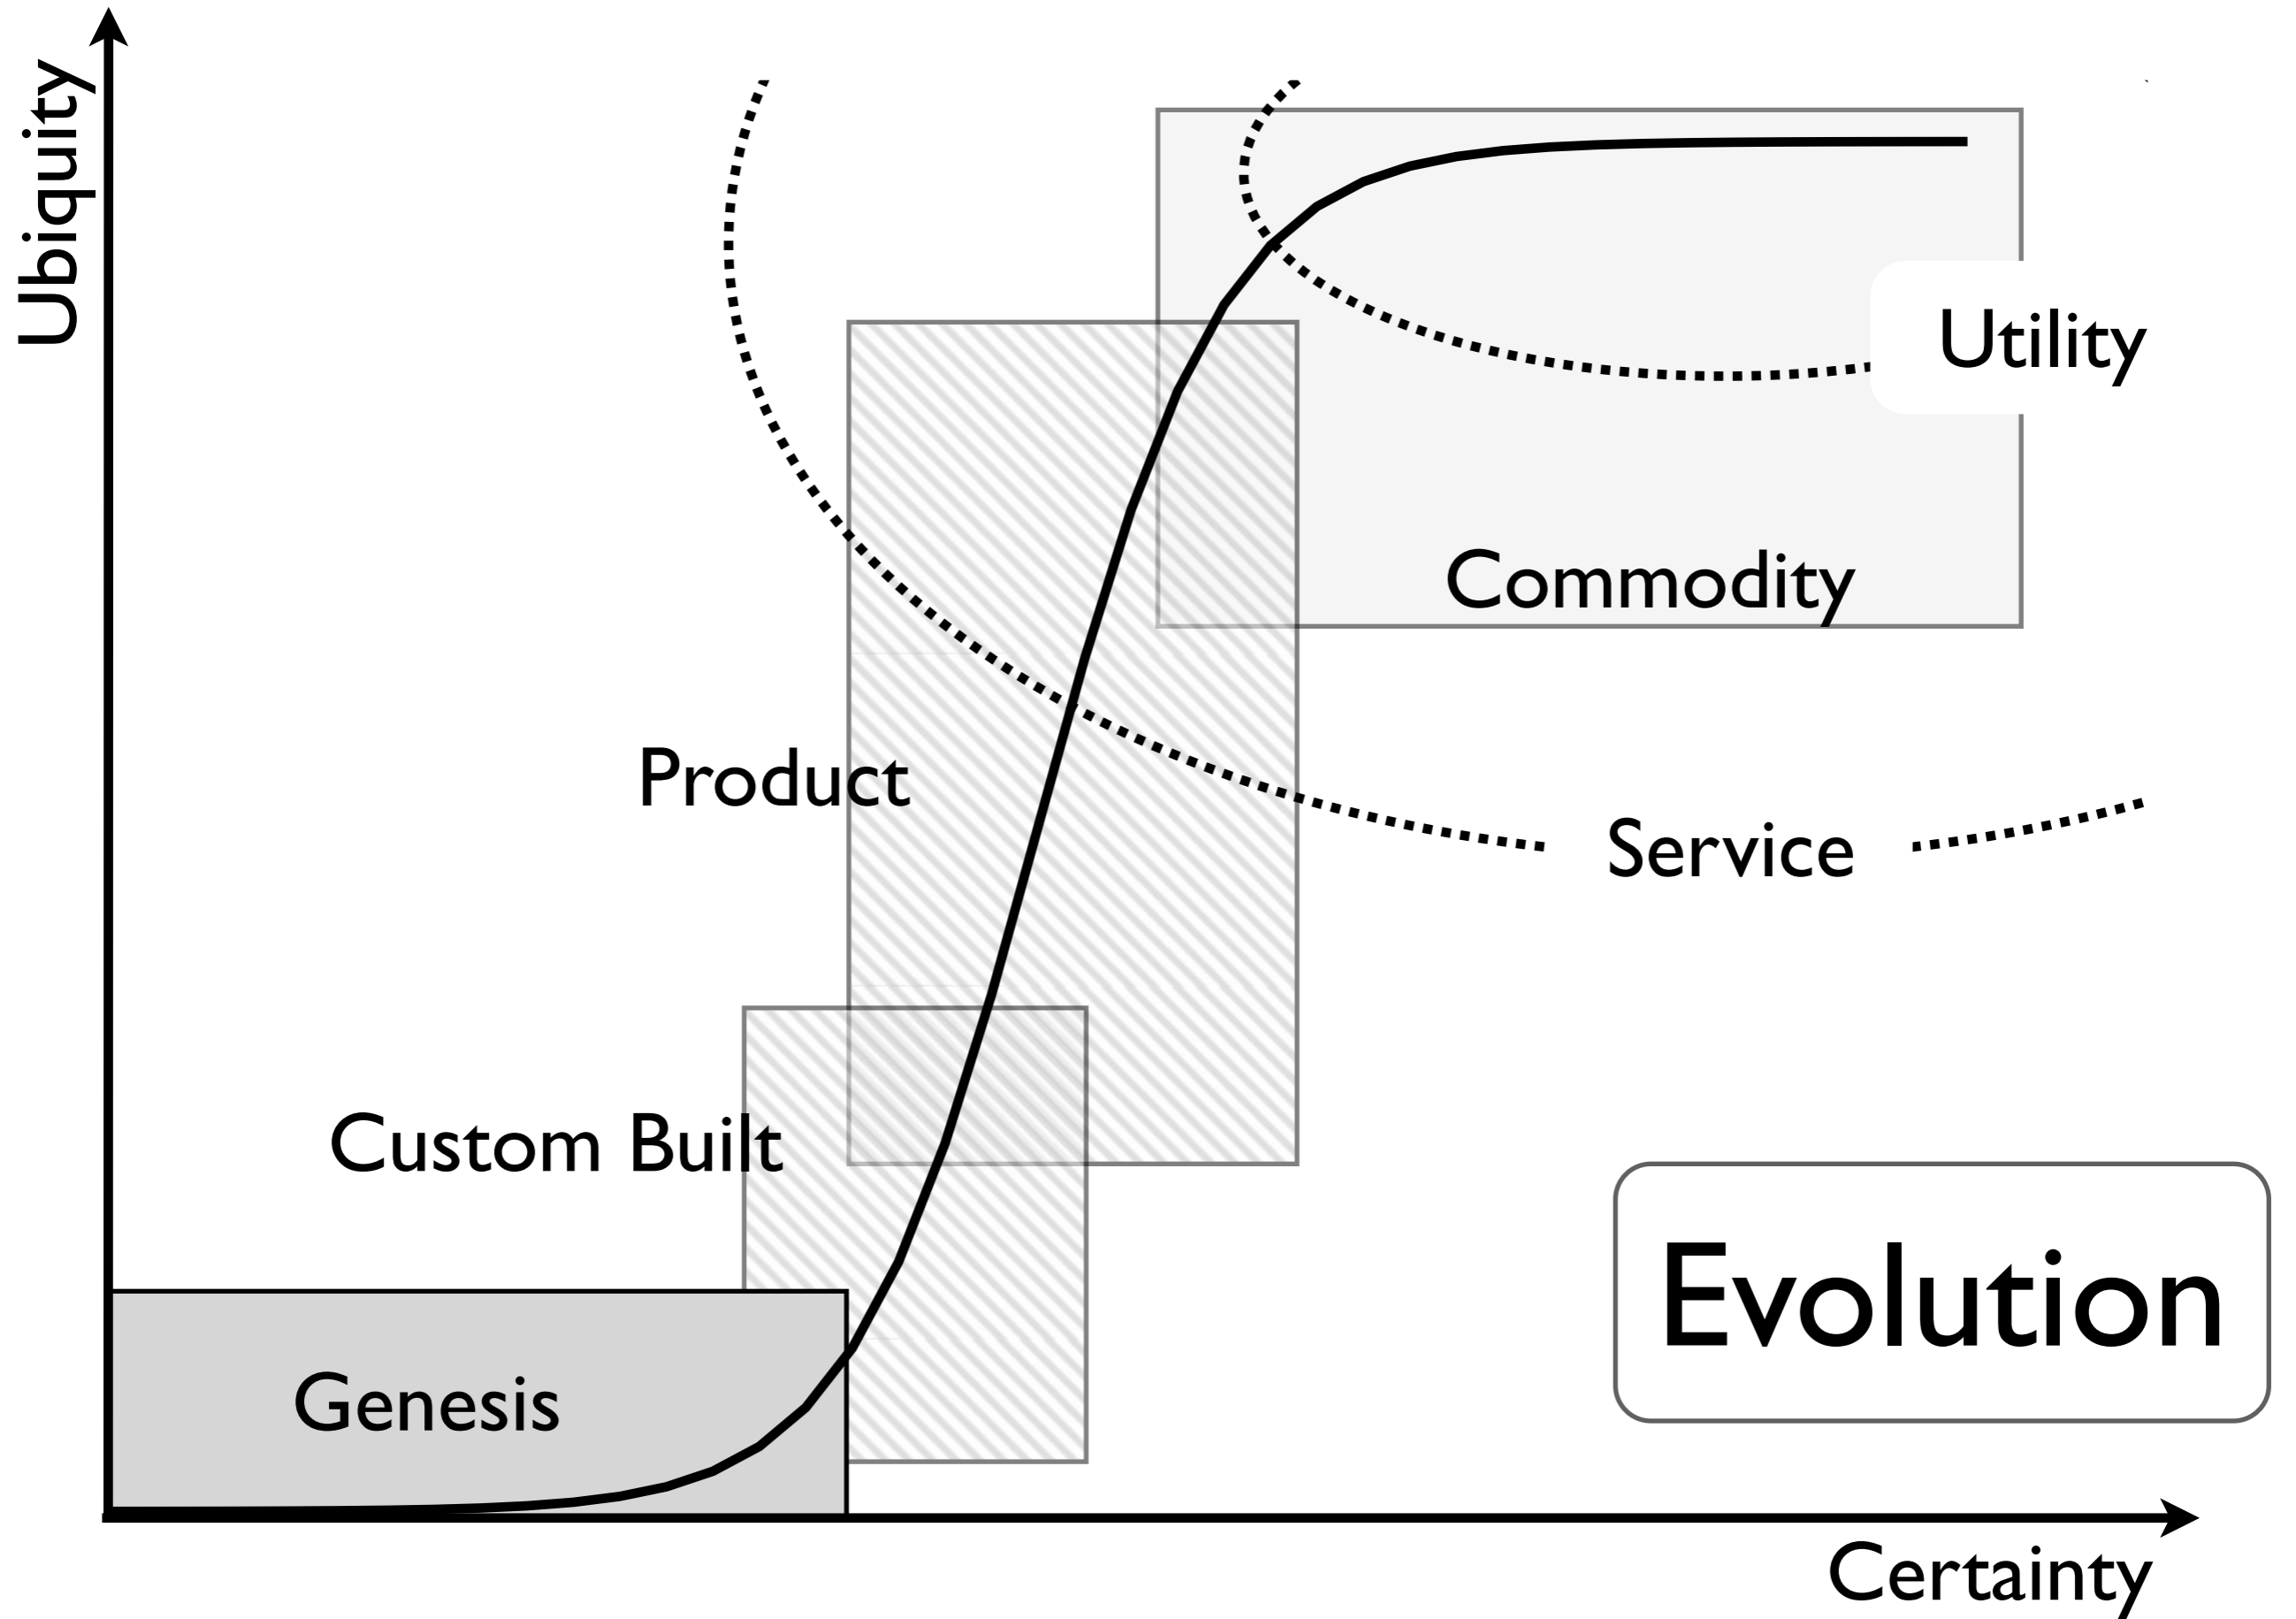 Ubiquity
Utility
Commodity
Product
Service
Custom Built
Evolution
Genesis
Certainty